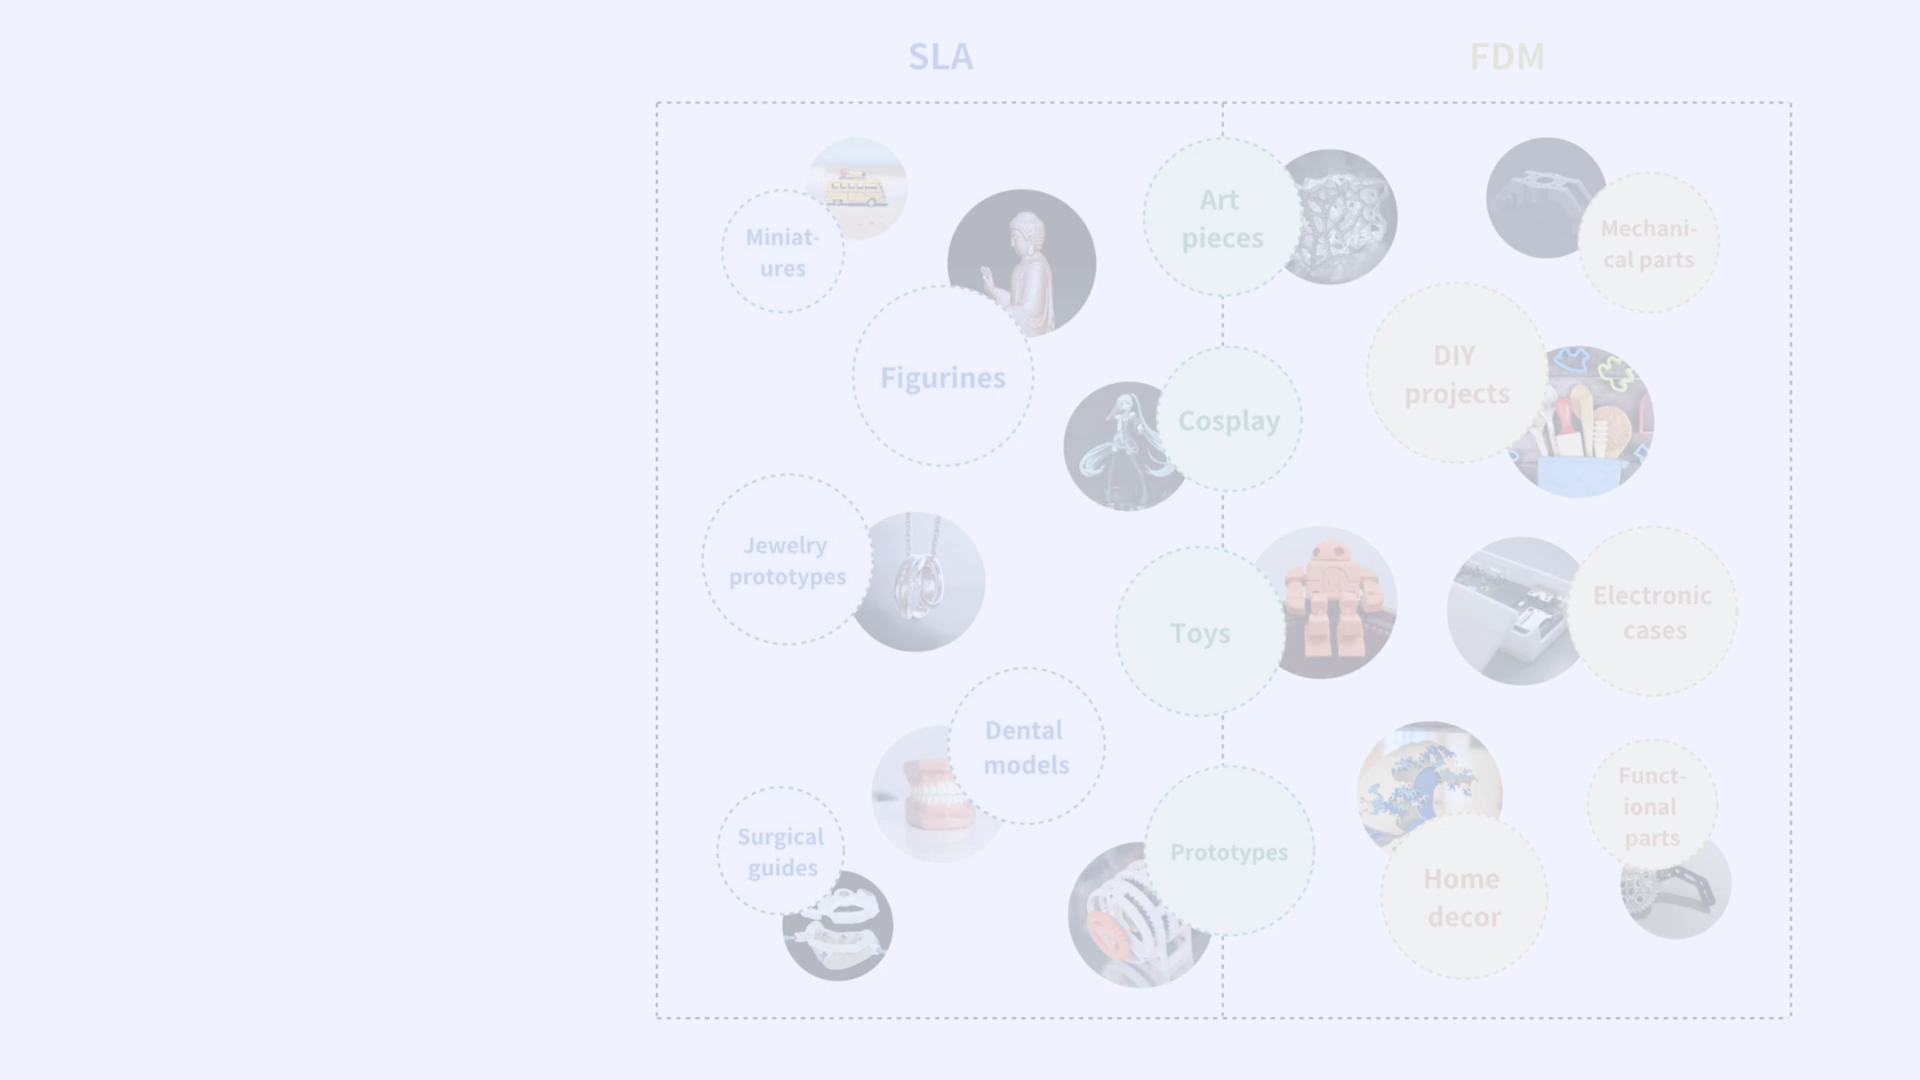 SLA
FDM
Art
pieces
Miniat-
ures
Mechani-
cal parts
Figurines
DIY
projects
Cosplay
Jewelry
prototypes
Toys
Electronic
cases
Dental
models
Surgical
guides
Prototypes
Home
decor
Funct-
ional
parts